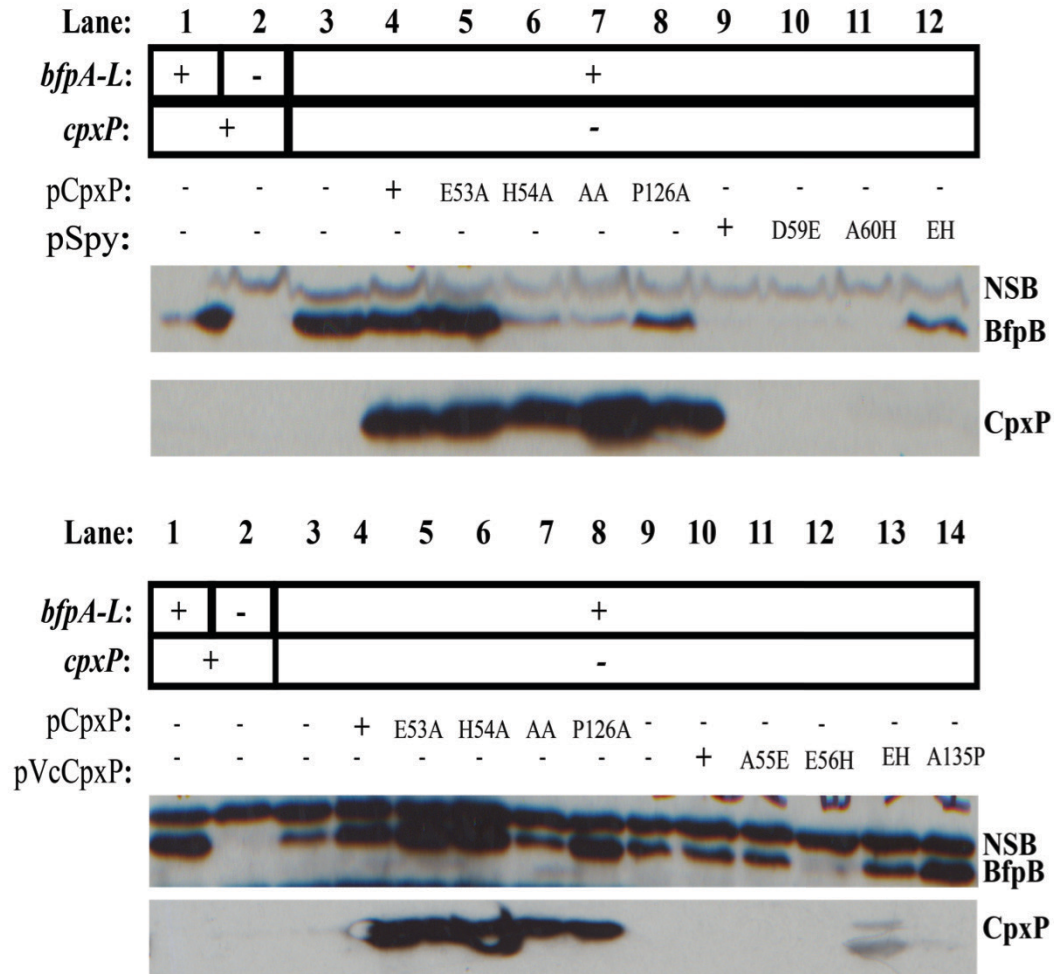 Lane: 1 2 3 4 5 6 7 8 9 10 11 12
bfpA-L: + - +
cpxP: + -
pCpxP: - - - + E53A H54A AA P126A - - - -
pSpy: - - - - - - - - + D59E A60H EH
NSB
BfpB
CpxP
Lane: 1 2 3 4 5 6 7 8 9 10 11 12 13 14
bfpA-L: + - +
cpxP: + -
pCpxP: - - - + E53A H54A AA P126A - - - - - -
pVcCpxP: - - - - - - - - - + A55E E56H EH A135P
NSB
BfpB
CpxP